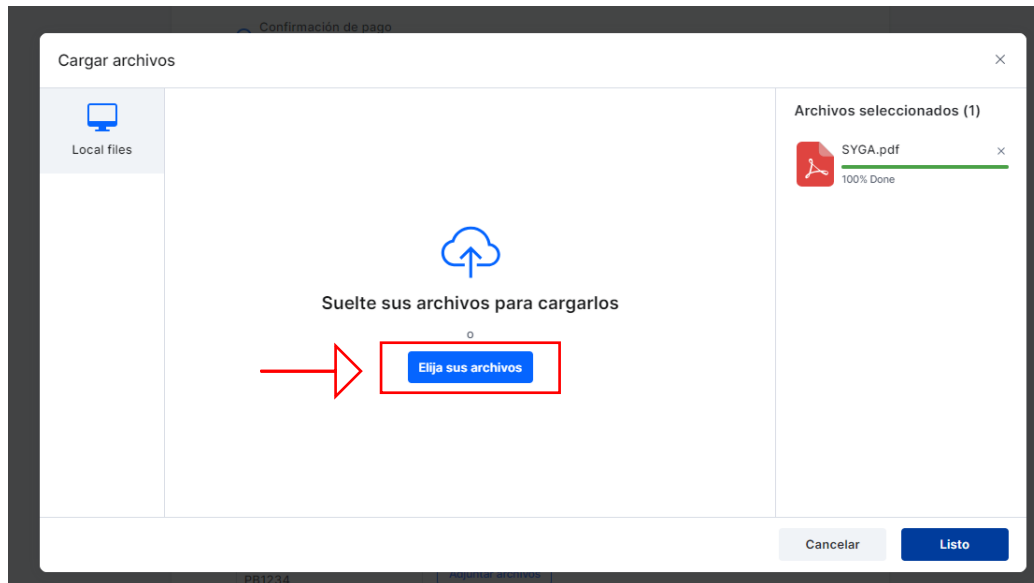 Confirmación de pago
Cargar archivos
Local files
Suelte sus archivos para cargarlos
o
Elija sus archivos
Archivos seleccionados (1)
SYGA.pdf
100% Done
Cancelar
Listo
PB1234
Adjuntar archivos